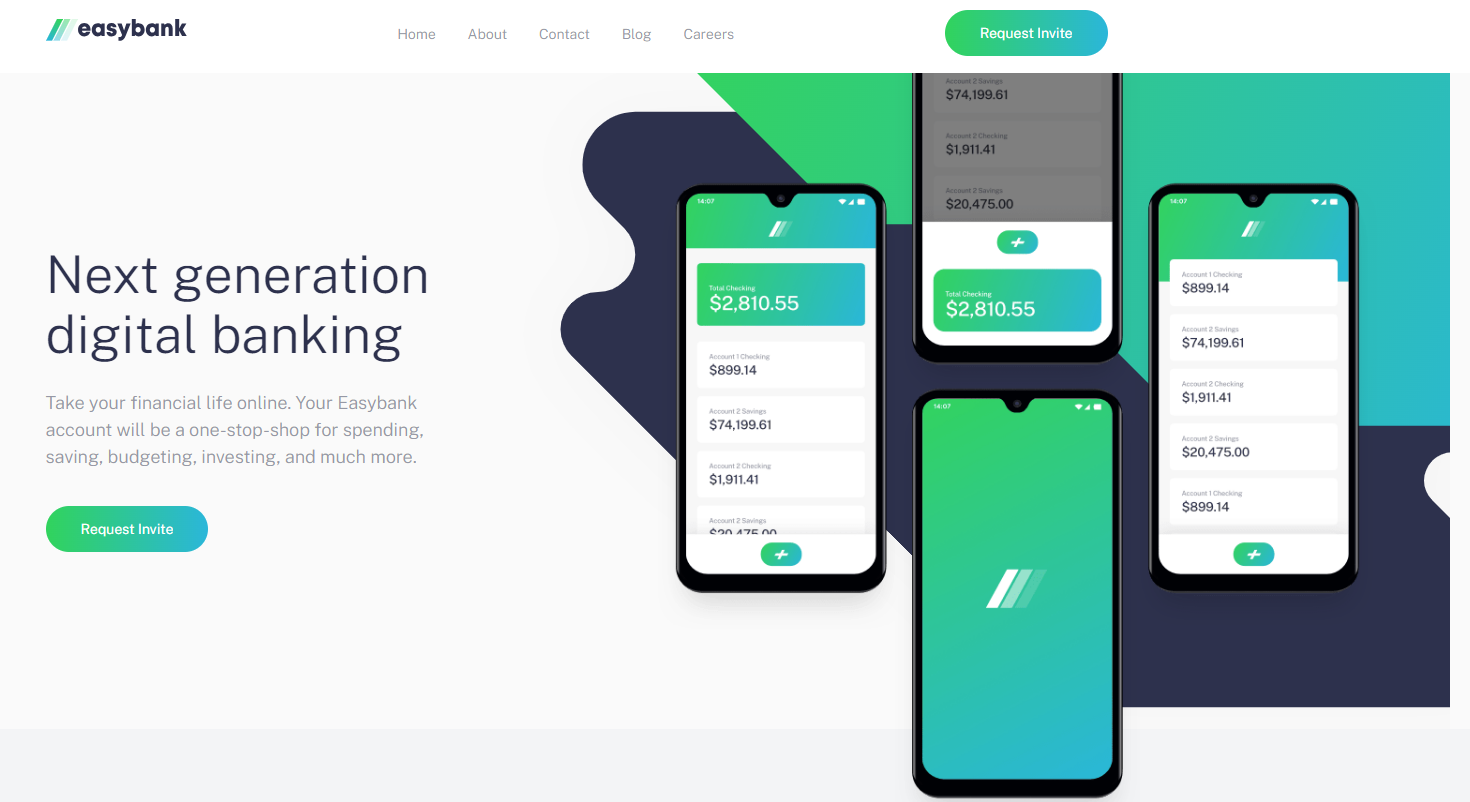 easybank
Home
About
Contact
Blog
Careers
Request Invite
Next generation
digital banking
Take your financial life online. Your Easybank
account will be a one-stop-shop for spending,
saving, budgeting, investing, and much more.
Request Invite
14:07
Total Checking
$2,810.55
Account 1 Checking
$899.14
Account 2 Savings
$74,199.61
Account 2 Checking
$1,911.41
Account 2 Savings
$20,475.00
Account 2 Savings
$74,199.61
Account 2 Checking
$1,911.41
Account 2 Savings
$20,475.00
Total Checking
$2,810.55
14:07
14:07
Account 1 Checking
$899.14
Account 2 Savings
$74,199.61
Account 2 Checking
$1,911.41
Account 2 Savings
$20,475.00
Account 1 Checking
$899.14